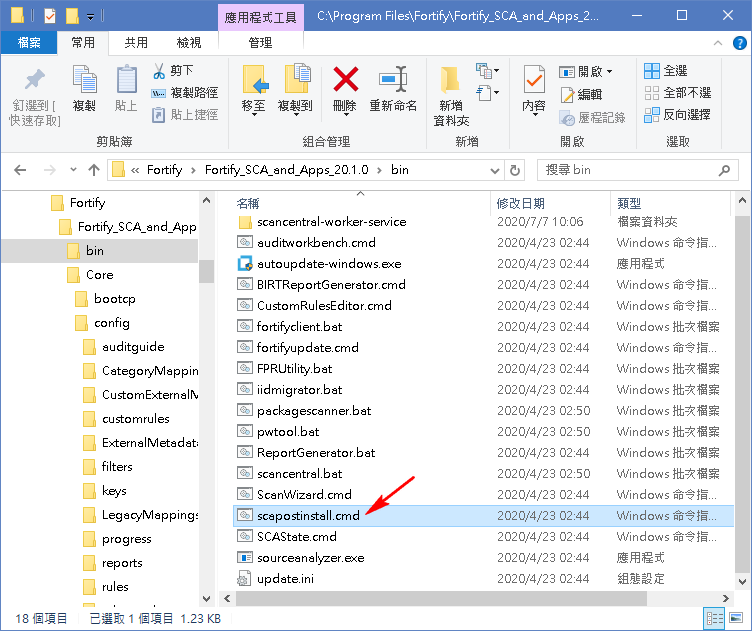 應用程式工具
C:\Program Files\Fortify\Fortify_SCA_and_Apps_2...
檔案 常用 共用 檢視 管理
釘選到 [快速存取]
複製
貼上
剪下
複製路徑
貼上捷徑
移至
複製到
刪除
重新命名
新增
資料夾
內容
開啟
編輯
歷程記錄
全選
全部不選
反向選擇
剪貼簿 組合管理 新增 開啟 選取
« Fortify › Fortify_SCA_and_Apps_20.1.0 › bin
搜尋 bin
Fortify
Fortify_SCA_and_App
bin
Core
bootcp
config
auditguide
CategoryMappin
CustomExternalM
customrules
ExternalMetadata
filters
keys
LegacyMappings
progress
reports
rules
名稱 修改日期 類型
scancentral-worker-service 2020/7/7 10:06 檔案資料夾
auditworkbench.cmd 2020/4/23 02:44 Windows 命令指...
autoupdate-windows.exe 2020/4/23 02:44 應用程式
BIRTReportGenerator.cmd 2020/4/23 02:44 Windows 命令指...
CustomRulesEditor.cmd 2020/4/23 02:44 Windows 命令指...
fortifyclient.bat 2020/4/23 02:44 Windows 批次檔案
fortifyupdate.cmd 2020/4/23 02:44 Windows 命令指...
FPRUtility.bat 2020/4/23 02:44 Windows 批次檔案
iidmigrator.bat 2020/4/23 02:44 Windows 批次檔案
packagescanner.bat 2020/4/23 02:50 Windows 批次檔案
pwtool.bat 2020/4/23 02:44 Windows 批次檔案
ReportGenerator.bat 2020/4/23 02:44 Windows 批次檔案
scancentral.bat 2020/4/23 02:50 Windows 批次檔案
ScanWizard.cmd 2020/4/23 02:44 Windows 命令指...
scapostinstall.cmd 2020/4/23 02:44 Windows 命令指...
SCAState.cmd 2020/4/23 02:44 Windows 命令指...
sourceanalyzer.exe 2020/4/23 02:44 應用程式
update.ini 2020/4/23 02:44 組態設定
18 個項目 已選取 1 個項目 1.23 KB